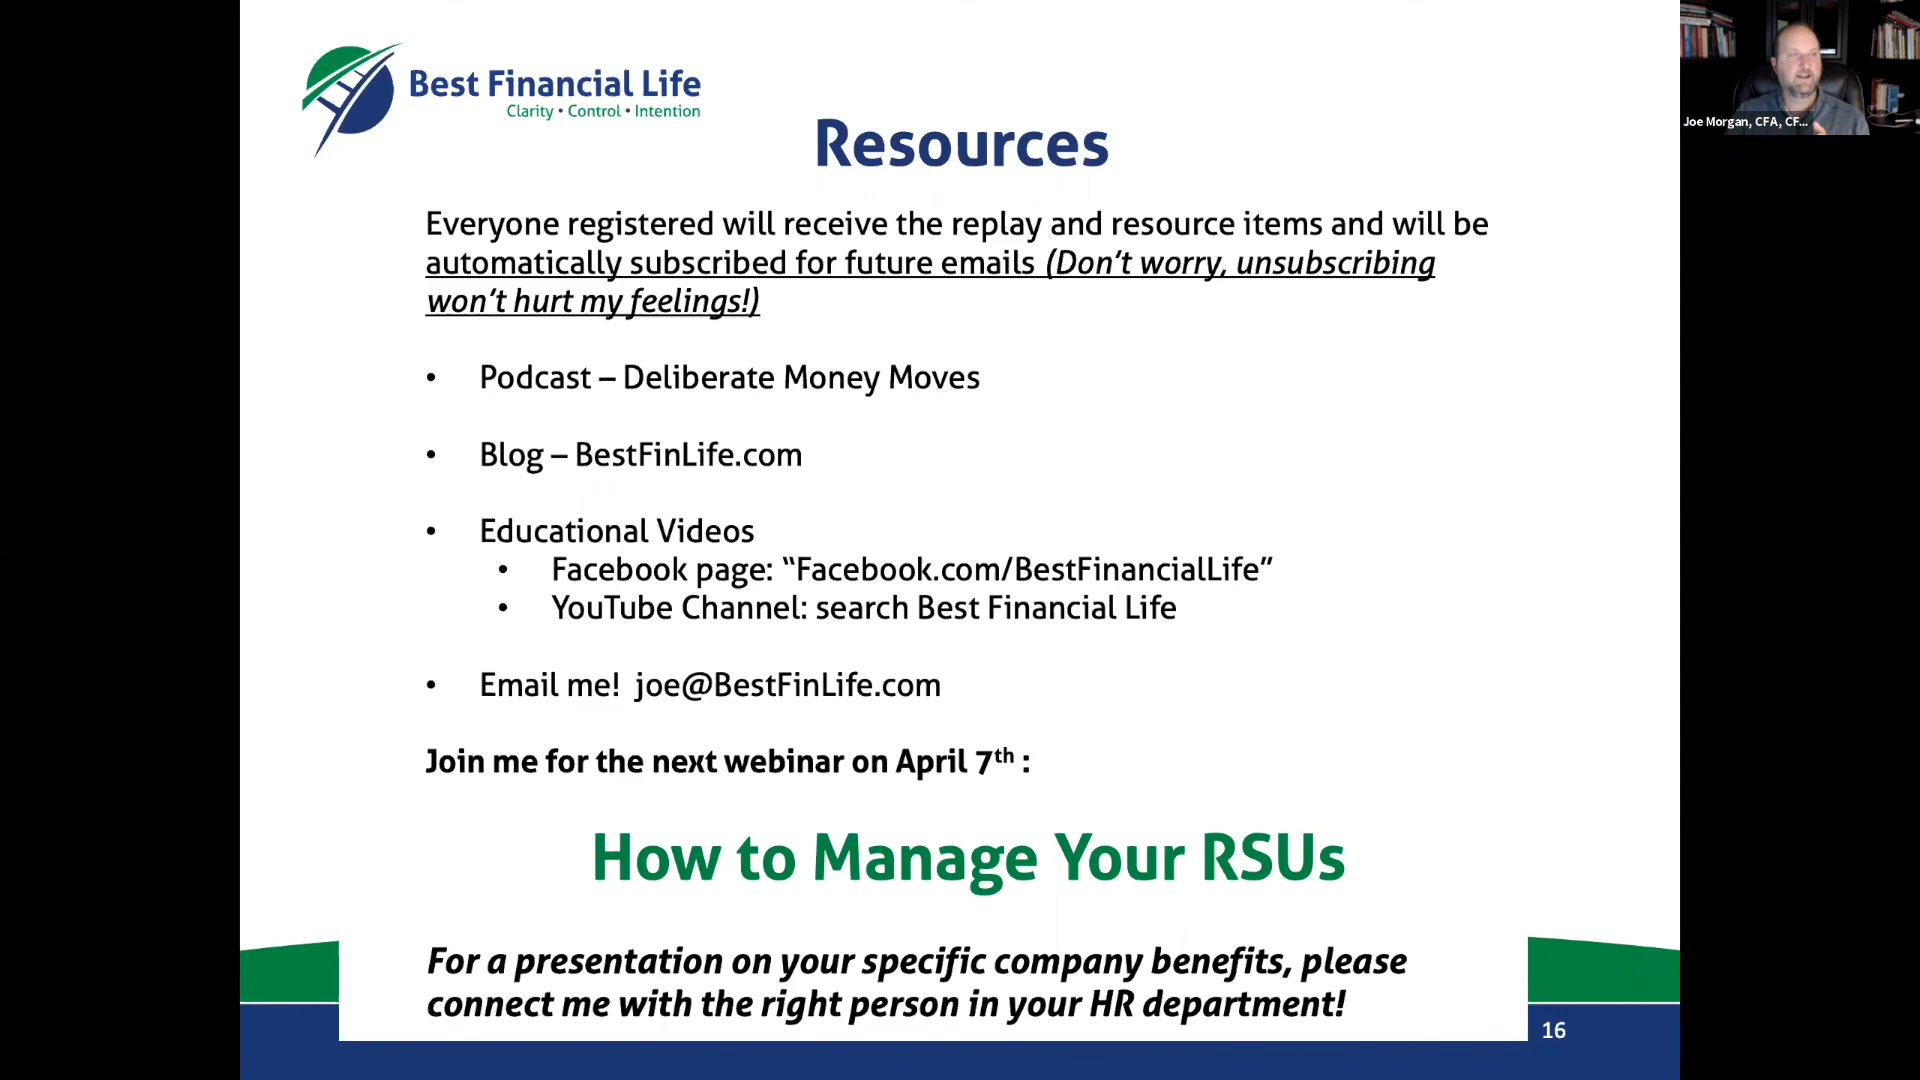 Best Financial Life
Clarity • Control • Intention
Joe Morgan, CFA, CF...
Resources
Everyone registered will receive the replay and resource items and will be
automatically subscribed for future emails (Don’t worry, unsubscribing
won’t hurt my feelings!)
• Podcast – Deliberate Money Moves
• Blog – BestFinLife.com
• Educational Videos
• Facebook page: “Facebook.com/BestFinancialLife”
• YouTube Channel: search Best Financial Life
• Email me! joe@BestFinLife.com
Join me for the next webinar on April 7th :
How to Manage Your RSUs
For a presentation on your specific company benefits, please
connect me with the right person in your HR department!
16